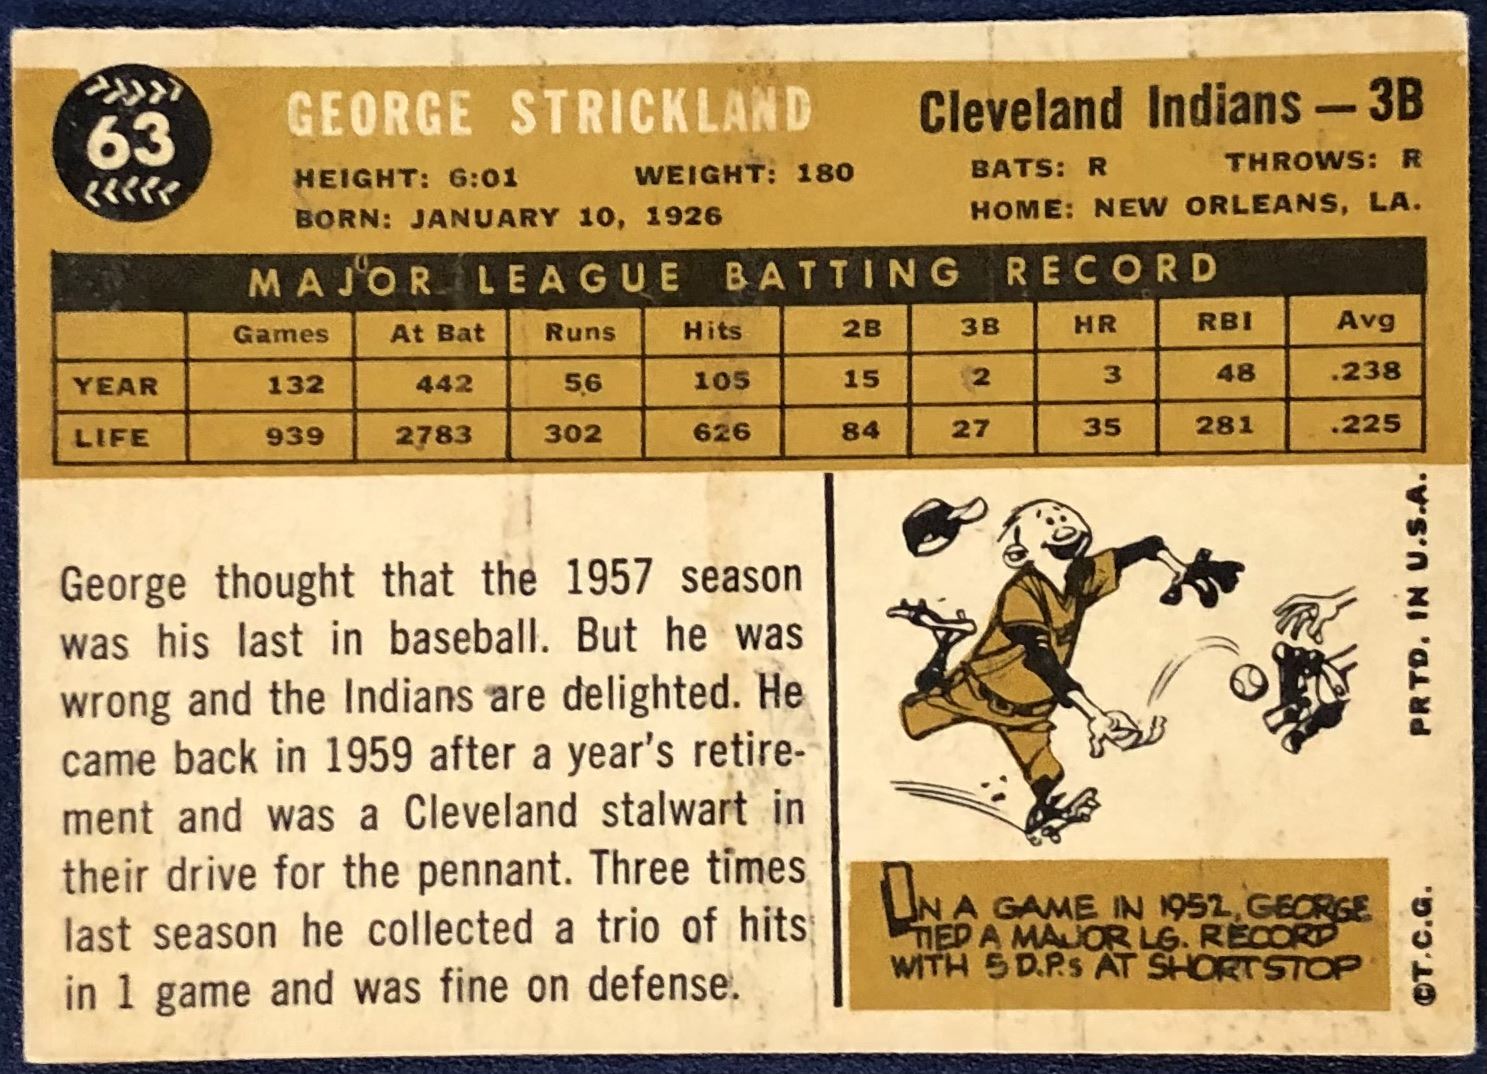 63
GEORGE STRICKLAND
Cleveland Indians — 3B
HEIGHT: 6:01 WEIGHT: 180 BATS: R THROWS: R
BORN: JANUARY 10, 1926 HOME: NEW ORLEANS, LA.
MAJOR LEAGUE BATTING RECORD
Games At Bat Runs Hits 2B 3B HR RBI Avg
YEAR 132 442 56 105 15 2 3 48 .238
LIFE 939 2783 302 626 84 27 35 281 .225
George thought that the 1957 season
was his last in baseball. But he was
wrong and the Indians are delighted. He
came back in 1959 after a year's retire-
ment and was a Cleveland stalwart in
their drive for the pennant. Three times
last season he collected a trio of hits
in 1 game and was fine on defense.
IN A GAME IN 1952, GEORGE
TIED A MAJOR LG. RECORD
WITH 5 D.P.s AT SHORTSTOP
©T.C.G. PRTD. IN U.S.A.